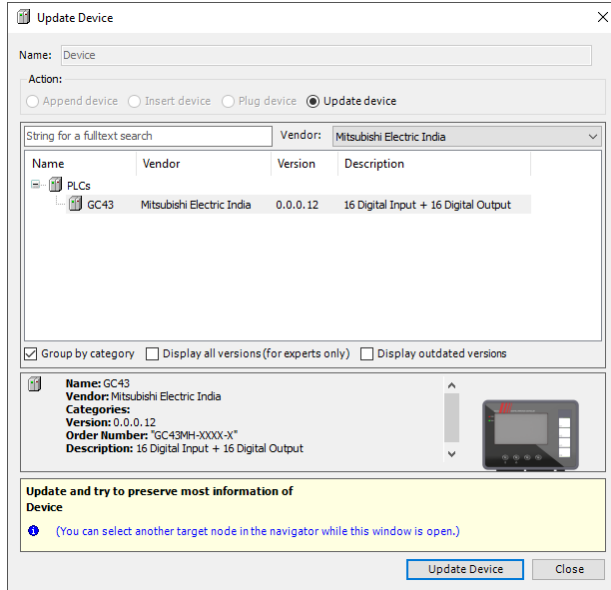 Update Device
Name: Device
Action:
Append device Insert device Plug device Update device
String for a fulltext search Vendor: Mitsubishi Electric India
Name Vendor Version Description
PLCs
GC43 Mitsubishi Electric India 0.0.0.12 16 Digital Input + 16 Digital Output
Group by category Display all versions (for experts only) Display outdated versions
Name: GC43
Vendor: Mitsubishi Electric India
Categories:
Version: 0.0.0.12
Order Number: "GC43MH-XXXX-X"
Description: 16 Digital Input + 16 Digital Output
Update and try to preserve most information of
Device
(You can select another target node in the navigator while this window is open.)
Update Device Close